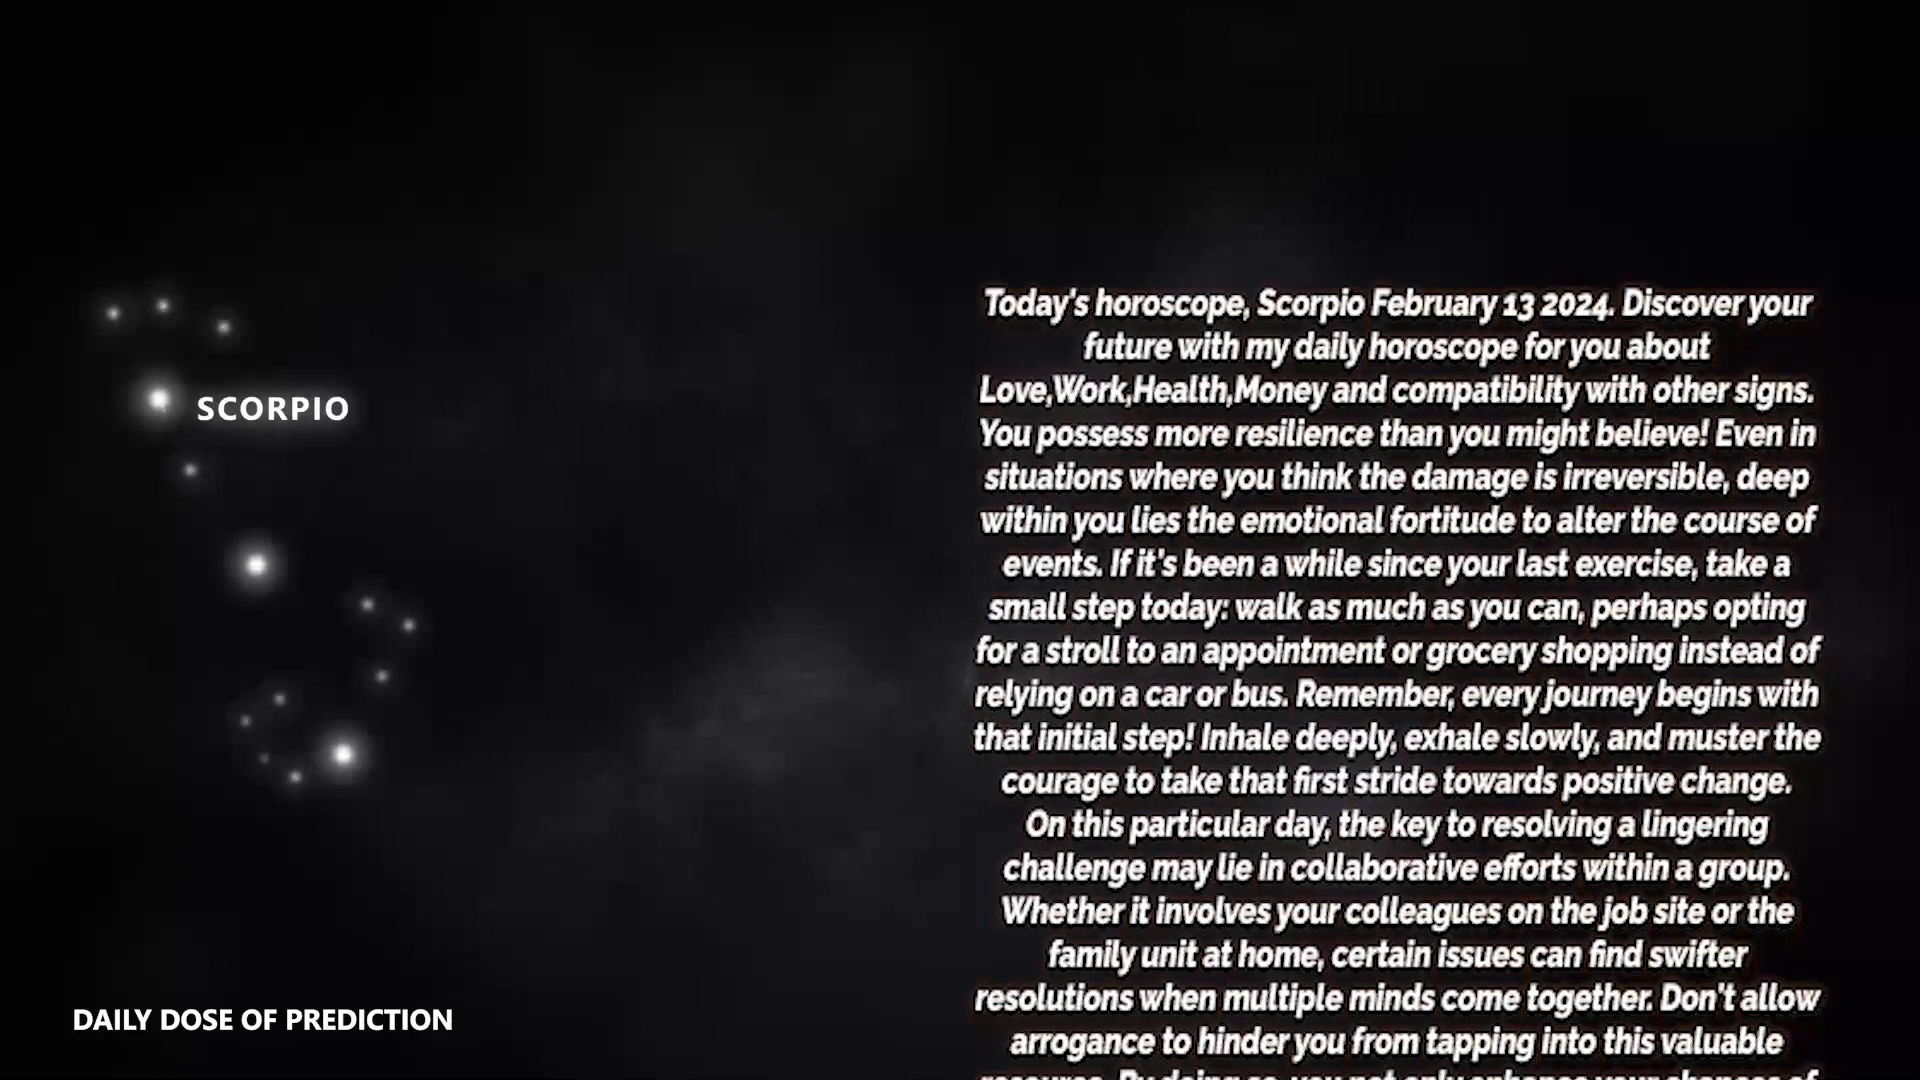 SCORPIO
Today's horoscope, Scorpio February 13 2024. Discover your
future with my daily horoscope for you about
Love,Work,Health,Money and compatibility with other signs.
You possess more resilience than you might believe! Even in
situations where you think the damage is irreversible, deep
within you lies the emotional fortitude to alter the course of
events. If it's been a while since your last exercise, take a
small step today: walk as much as you can, perhaps opting
for a stroll to an appointment or grocery shopping instead of
relying on a car or bus. Remember, every journey begins with
that initial step! Inhale deeply, exhale slowly, and muster the
courage to take that first stride towards positive change.
On this particular day, the key to resolving a lingering
challenge may lie in collaborative efforts within a group.
Whether it involves your colleagues on the job site or the
family unit at home, certain issues can find swifter
resolutions when multiple minds come together. Don't allow
arrogance to hinder you from tapping into this valuable
DAILY DOSE OF PREDICTION